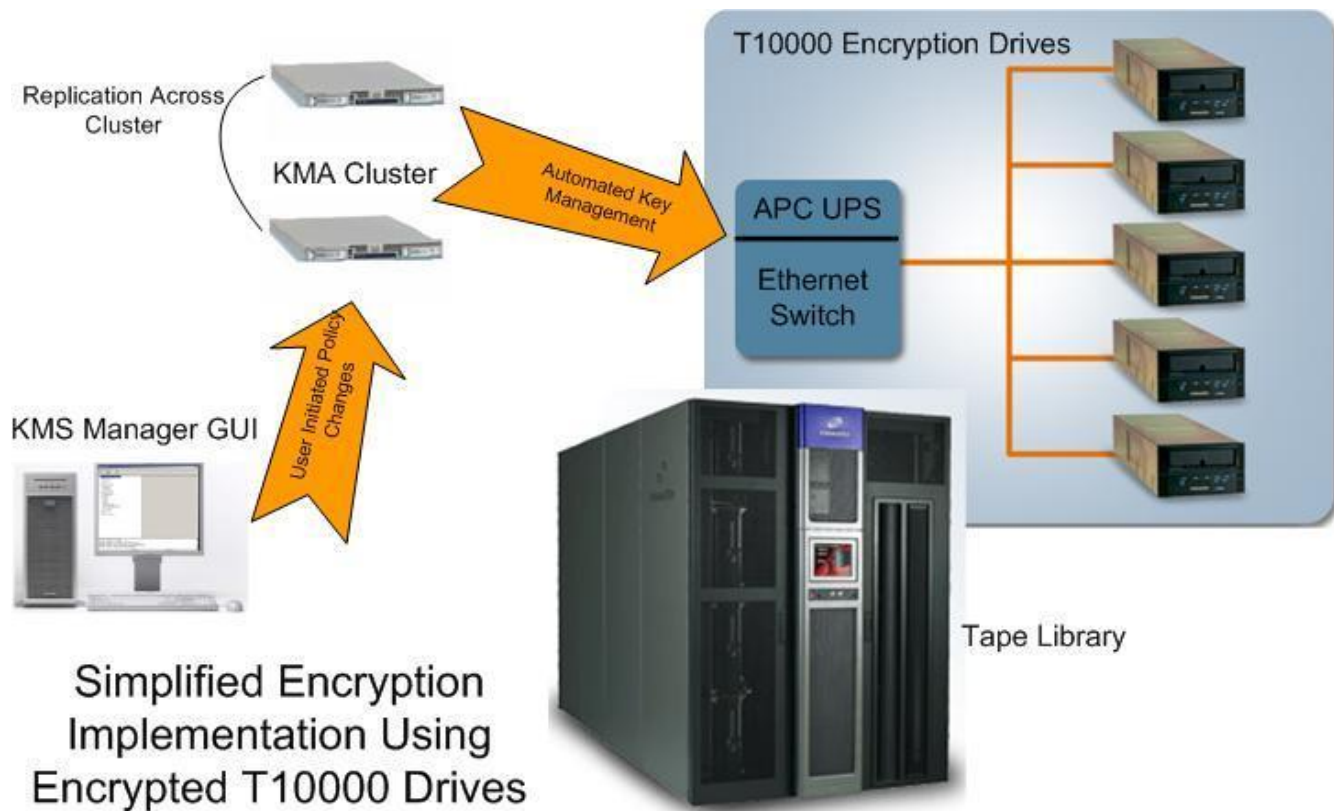 T10000 Encryption Drives
Replication Across
Cluster
KMA Cluster
Automated Key
Management
APC UPS
Ethernet
Switch
User Initiated Policy
Changes
KMS Manager GUI
Tape Library
Simplified Encryption
Implementation Using
Encrypted T10000 Drives